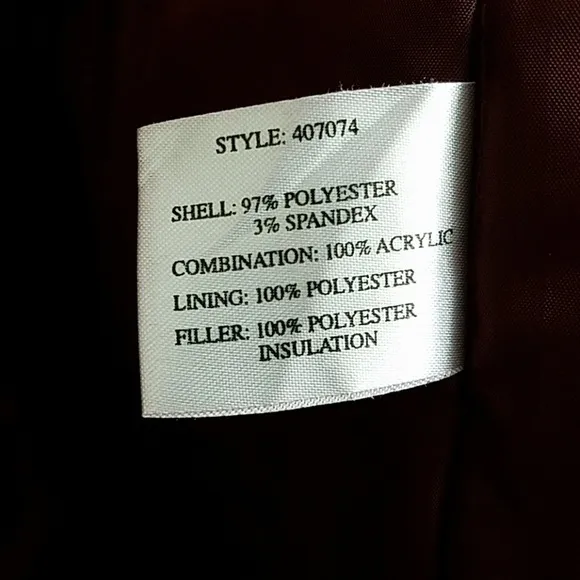 STYLE: 407074
SHELL: 97% POLYESTER
3% SPANDEX
COMBINATION: 100% ACRYLIC
LINING: 100% POLYESTER
FILLER: 100% POLYESTER
INSULATION